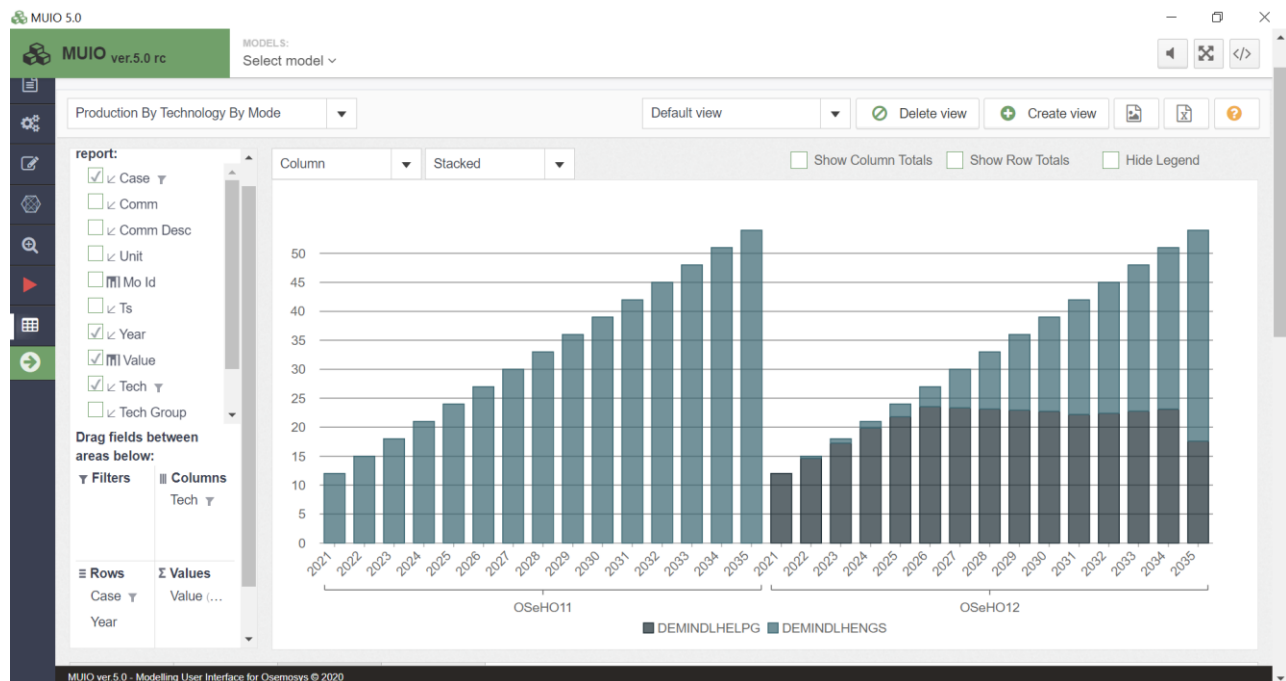 MUIO 5.0
MUIO ver.5.0 rc
MODELS:
Select model
Production By Technology By Mode
Default view
Delete view
Create view
report:
Case
Comm
Comm Desc
Unit
Mo Id
Ts
Year
Value
Tech
Tech Group
Drag fields between
areas below:
Filters
Columns
Tech
Rows
Values
Case
Value (...
Year
Column
Stacked
Show Column Totals
Show Row Totals
Hide Legend
50
45
40
35
30
25
20
15
10
5
0
2021 2022 2023 2024 2025 2026 2027 2028 2029 2030 2031 2032 2033 2034 2035 2021 2022 2023 2024 2025 2026 2027 2028 2029 2030 2031 2032 2033 2034 2035
OSeHO11 OSeHO12
DEMINDLHELPG DEMINDLHENGS
MUIO ver.5.0 - Modelling User Interface for Osemosys © 2020